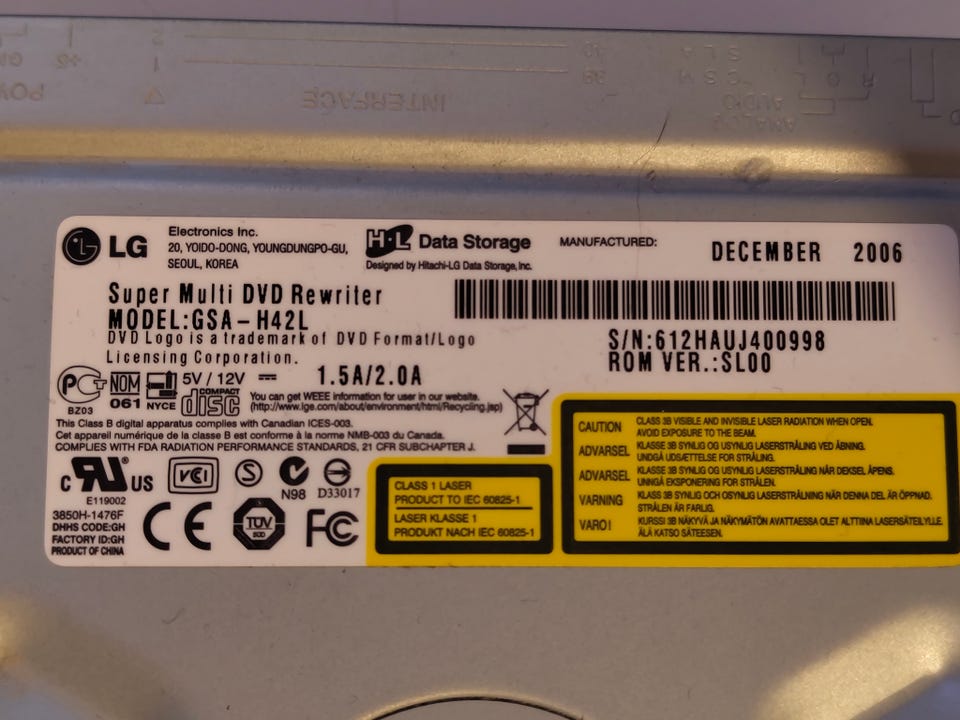 POW
INTERFACE
ANALOG
AUDIO
LG
Electronics Inc.
20, YOIDO-DONG, YOUNGDUNGPO-GU,
SEOUL, KOREA
H·L Data Storage
Designed by Hitachi-LG Data Storage, Inc.
MANUFACTURED: DECEMBER 2006
Super Multi DVD Rewriter
MODEL:GSA-H42L
DVD Logo is a trademark of DVD Format/Logo
Licensing Corporation.
S/N:612HAUJ400998
ROM VER.:SL00
PCT
BZ03
NOM
061
NYCE
5V / 12V 1.5A/2.0A
COMPACT
disc
You can get WEEE information for user in our website.
(http://www.lge.com/about/environment/html/Recycling.jsp)
This Class B digital apparatus complies with Canadian ICES-003.
Cet appareil numérique de la classe B est conforme à la norme NMB-003 du Canada.
COMPLIES WITH FDA RADIATION PERFORMANCE STANDARDS, 21 CFR SUBCHAPTER J.
C RU® US
E119002
VCI
S
N98
D33017
3850H-1476F
DHHS CODE:GH
FACTORY ID:GH
PRODUCT OF CHINA
CE
TÜV
FC
CLASS 1 LASER
PRODUCT TO IEC 60825-1
LASER KLASSE 1
PRODUKT NACH IEC 60825-1
CAUTION CLASS 3B VISIBLE AND INVISIBLE LASER RADIATION WHEN OPEN.
AVOID EXPOSURE TO THE BEAM.
ADVARSEL KLASSE 3B SYNLIG OG USYNLIG LASERSTRÅLING VED ÅBNING.
UNDGÅ UDSÆTTELSE FOR STRÅLING.
ADVARSEL KLASSE 3B SYNLIG OG USYNLIG LASERSTRÅLING NÅR DEKSEL ÅPENS.
UNNGÅ EKSPONERING FOR STRÅLEN.
VARNING KLASS 3B SYNLIG OCH OSYNLIG LASERSTRÅLNING NÄR DENNA DEL ÄR ÖPPNAD.
STRÅLEN ÄR FARLIG.
VARO! KURSSI 3B NÄKYVÄ JA NÄKYMÄTÖN AVATTAESSA OLET ALTTIINA LASERSÄTEILYLLE.
ÄLÄ KATSO SÄTEESEEN.